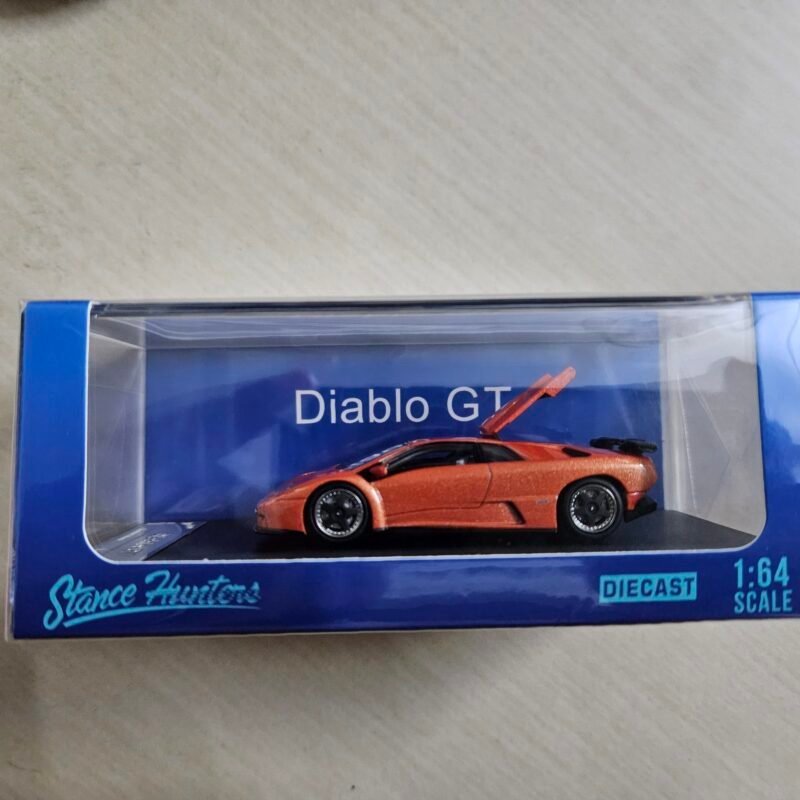 Diablo GT
Stance Hunters
DIECAST
1:64
SCALE